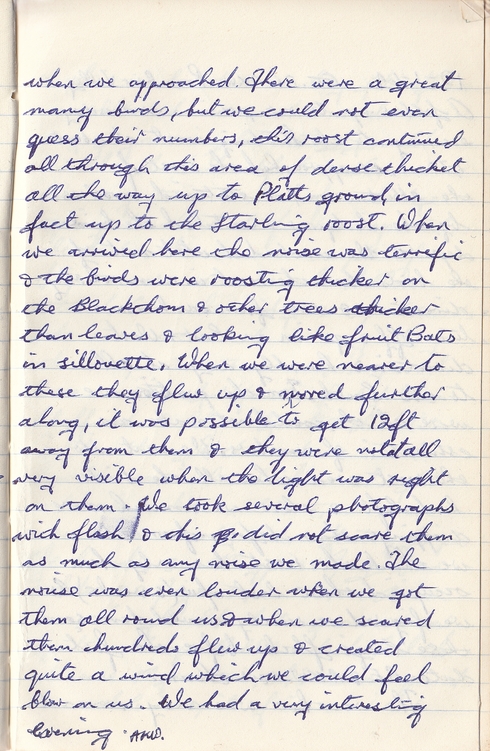 when we approached. There were a great
many birds, but we could not even
guess their numbers, this roost continued
all through this area of dense thicket
all the way up to Platts ground, in
fact up to the Starling roost. When
we arrived here the noise was terrific
& the birds were roosting thicker on
the Blackthorn & other trees thicker
than leaves & looking like fruit Bats
in sillouette. When we were nearer to
these they flew up & moved further
along, it was possible to get 12ft
away from them & they were notatall
very visible when the light was right
on them. We took several photographs
with flash & this did not scare them
as much as any noise we made. The
noise was even louder when we got
them all round us & when we scared
them hundreds flew up & created
quite a wind which we could feel
blow on us. We had a very interesting
Evening. AHW.